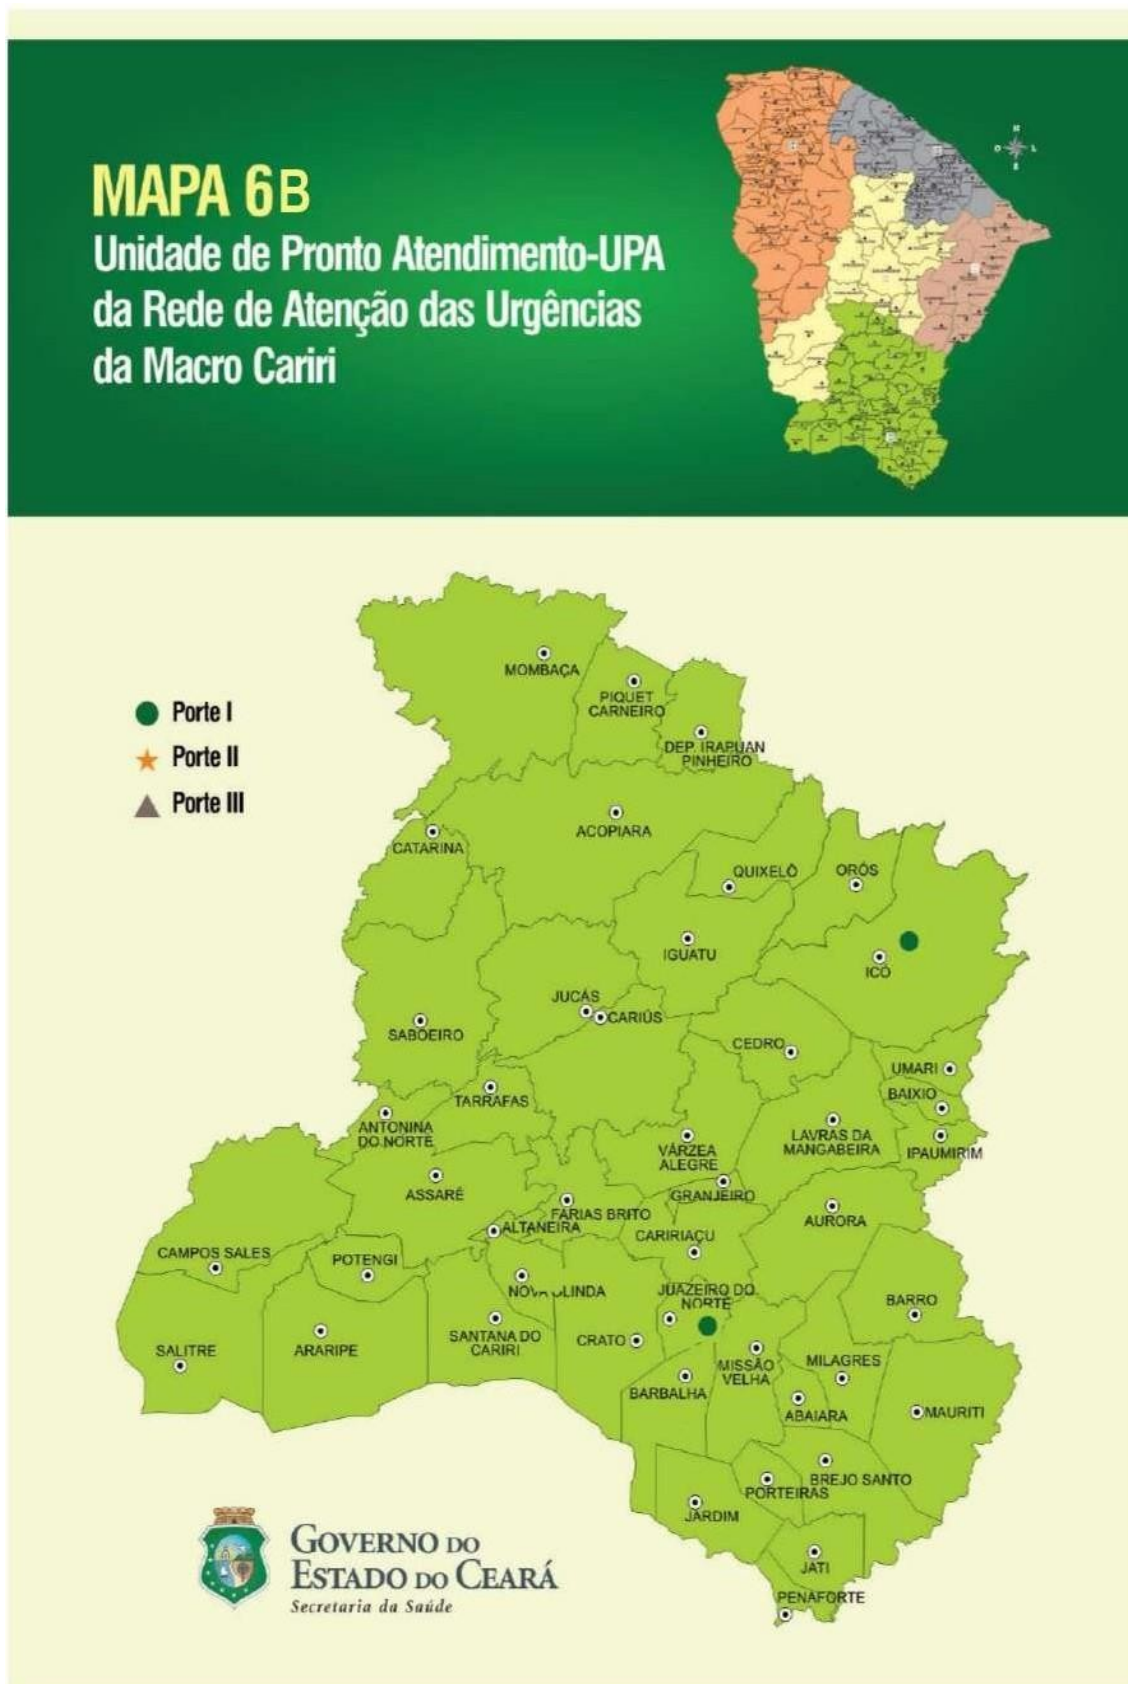 MAPA 6B
Unidade de Pronto Atendimento-UPA
da Rede de Atenção das Urgências
da Macro Cariri
N
O
L
S
Porte I
Porte II
Porte III
MOMBAÇA
PIQUET
CARNEIRO
DEP. IRAPUAN
PINHEIRO
ACOPIARA
CATARINA
QUIXELÔ
ORÓS
IGUATU
ICÓ
JUCÁS
CARIÚS
SABOEIRO
CEDRO
UMARI
BAIXIO
TARRAFAS
ANTONINA
DO NORTE
LAVRAS DA
MANGABEIRA
IPAUMIRIM
VÁRZEA
ALEGRE
ASSARÉ
GRANJEIRO
FARIAS BRITO
AURORA
ALTANEIRA
CARIRIAÇU
CAMPOS SALES
POTENGI
NOVA OLINDA
JUAZEIRO DO
NORTE
BARRO
SANTANA DO
CARIRI
CRATO
SALITRE
ARARIPE
MISSÃO
VELHA
MILAGRES
BARBALHA
ABAIARA
MAURITI
BREJO SANTO
PORTEIRAS
JARDIM
JATI
PENAFORTE
GOVERNO DO
ESTADO DO CEARÁ
Secretaria da Saúde